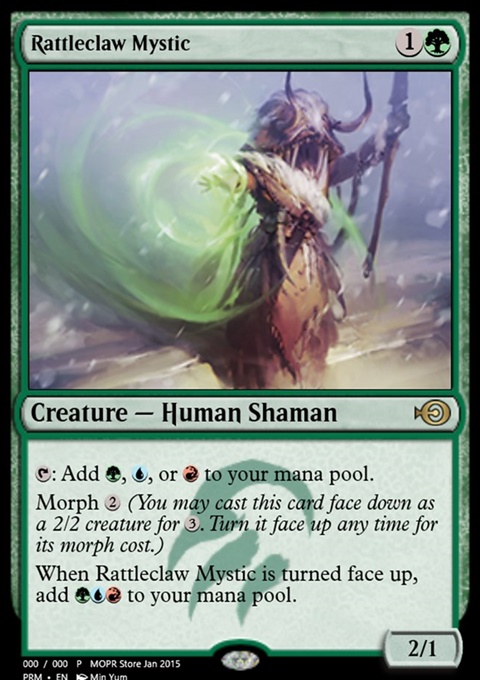 Rattleclaw Mystic 1
Creature — Human Shaman
: Add , , or to your mana pool.
Morph 2 (You may cast this card face down as
a 2/2 creature for 3. Turn it face up any time for
its morph cost.)
When Rattleclaw Mystic is turned face up,
add to your mana pool.
2/1
000 / 000 P MOPR Store Jan 2015
PRM • EN Min Yum